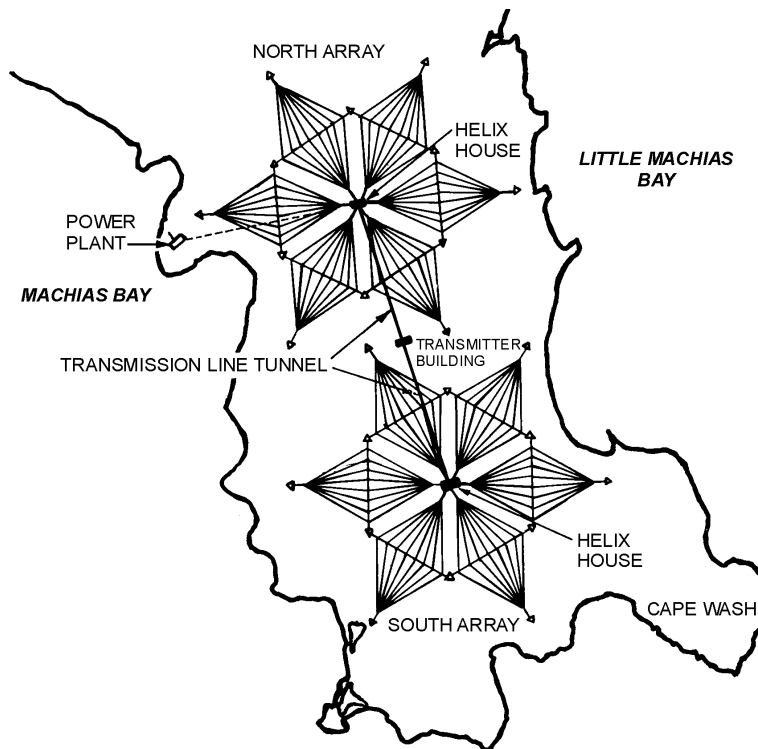 NORTH ARRAY
HELIX
HOUSE
LITTLE MACHIAS
BAY
POWER
PLANT
MACHIAS BAY
TRANSMITTER
BUILDING
TRANSMISSION LINE TUNNEL
HELIX
HOUSE
SOUTH ARRAY
CAPE WASH